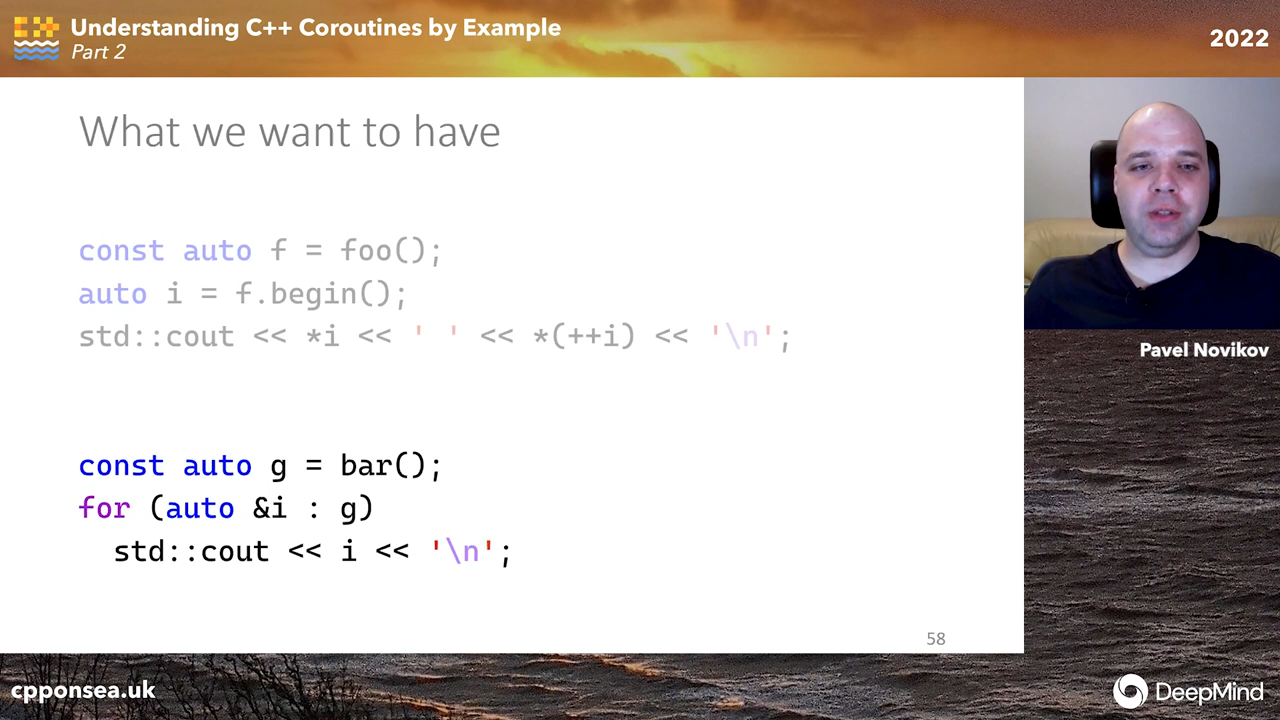 Understanding C++ Coroutines by Example
Part 2
2022
What we want to have
const auto f = foo();
auto i = f.begin();
std::cout << *i << ' ' << *(++i) << '\n';
const auto g = bar();
for (auto &i : g)
  std::cout << i << '\n';
58
Pavel Novikov
cpponsea.uk
DeepMind